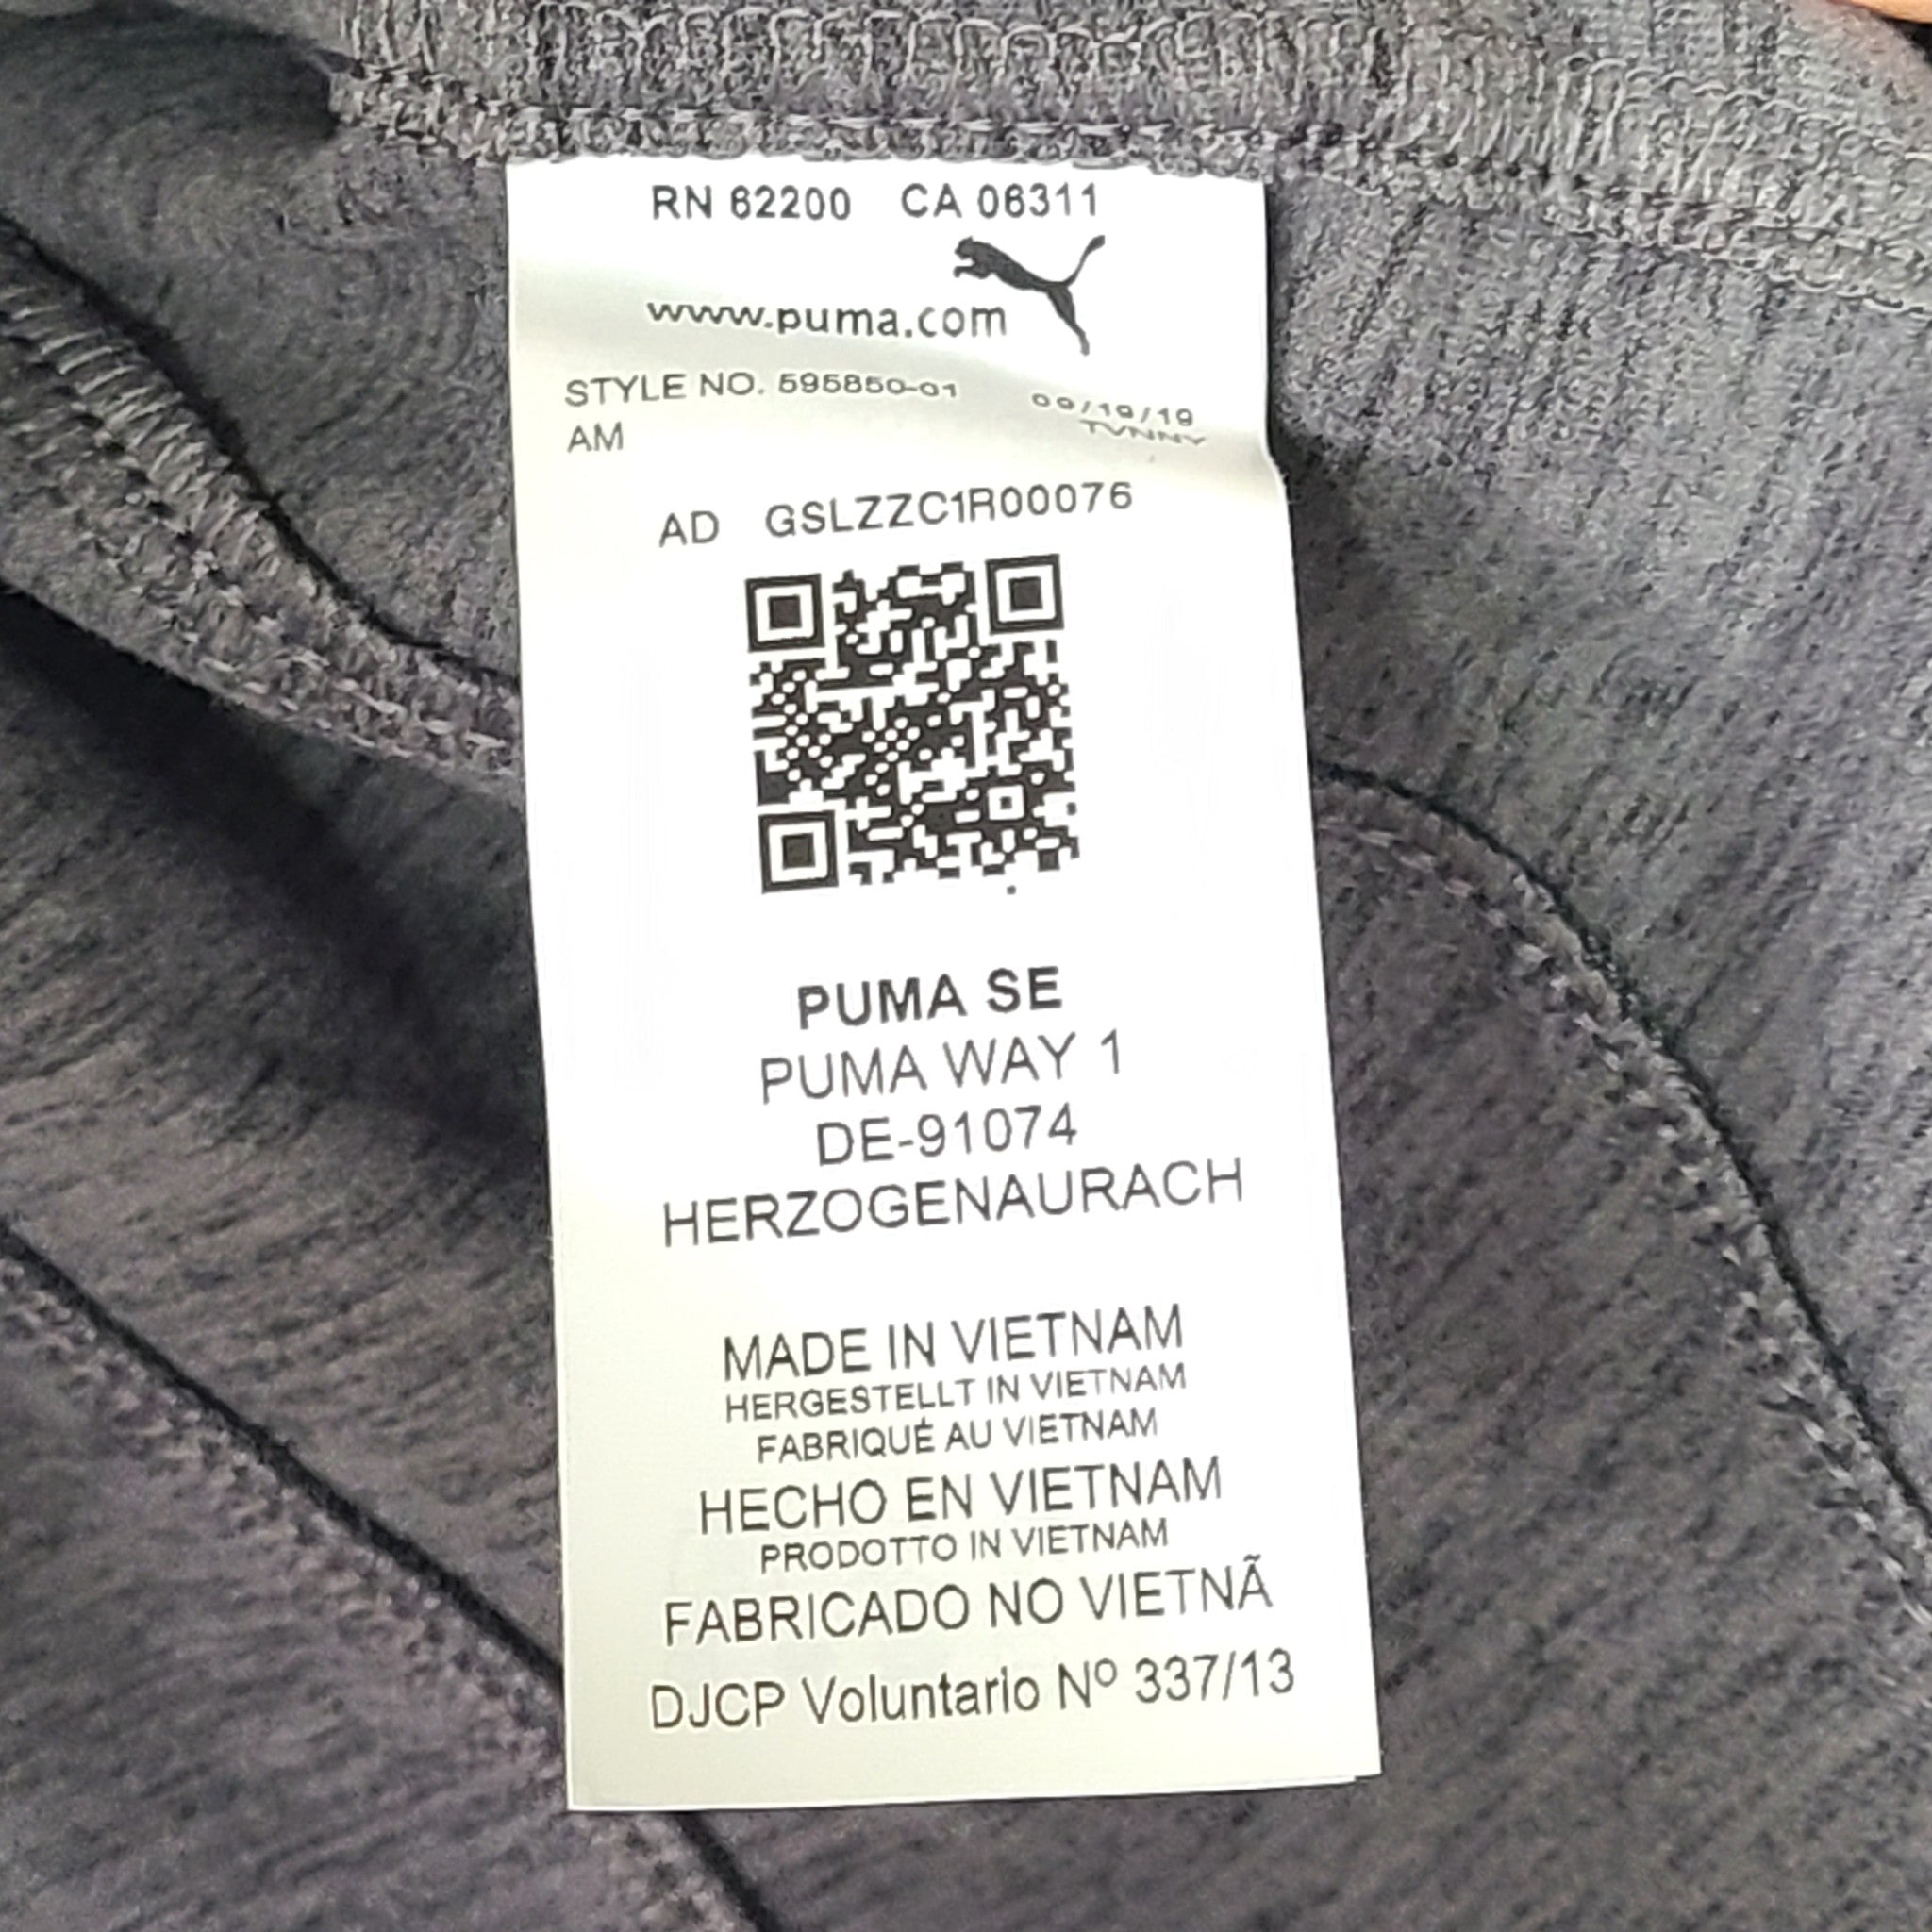 RN 62200 CA 06311
www.puma.com
STYLE NO. 595850-01 09/19/19
AM TVNNY
AD GSLZZC1R00076
PUMA SE
PUMA WAY 1
DE-91074
HERZOGENAURACH
MADE IN VIETNAM
HERGESTELLT IN VIETNAM
FABRIQUÉ AU VIETNAM
HECHO EN VIETNAM
PRODOTTO IN VIETNAM
FABRICADO NO VIETNÃ
DJCP Voluntario Nº 337/13